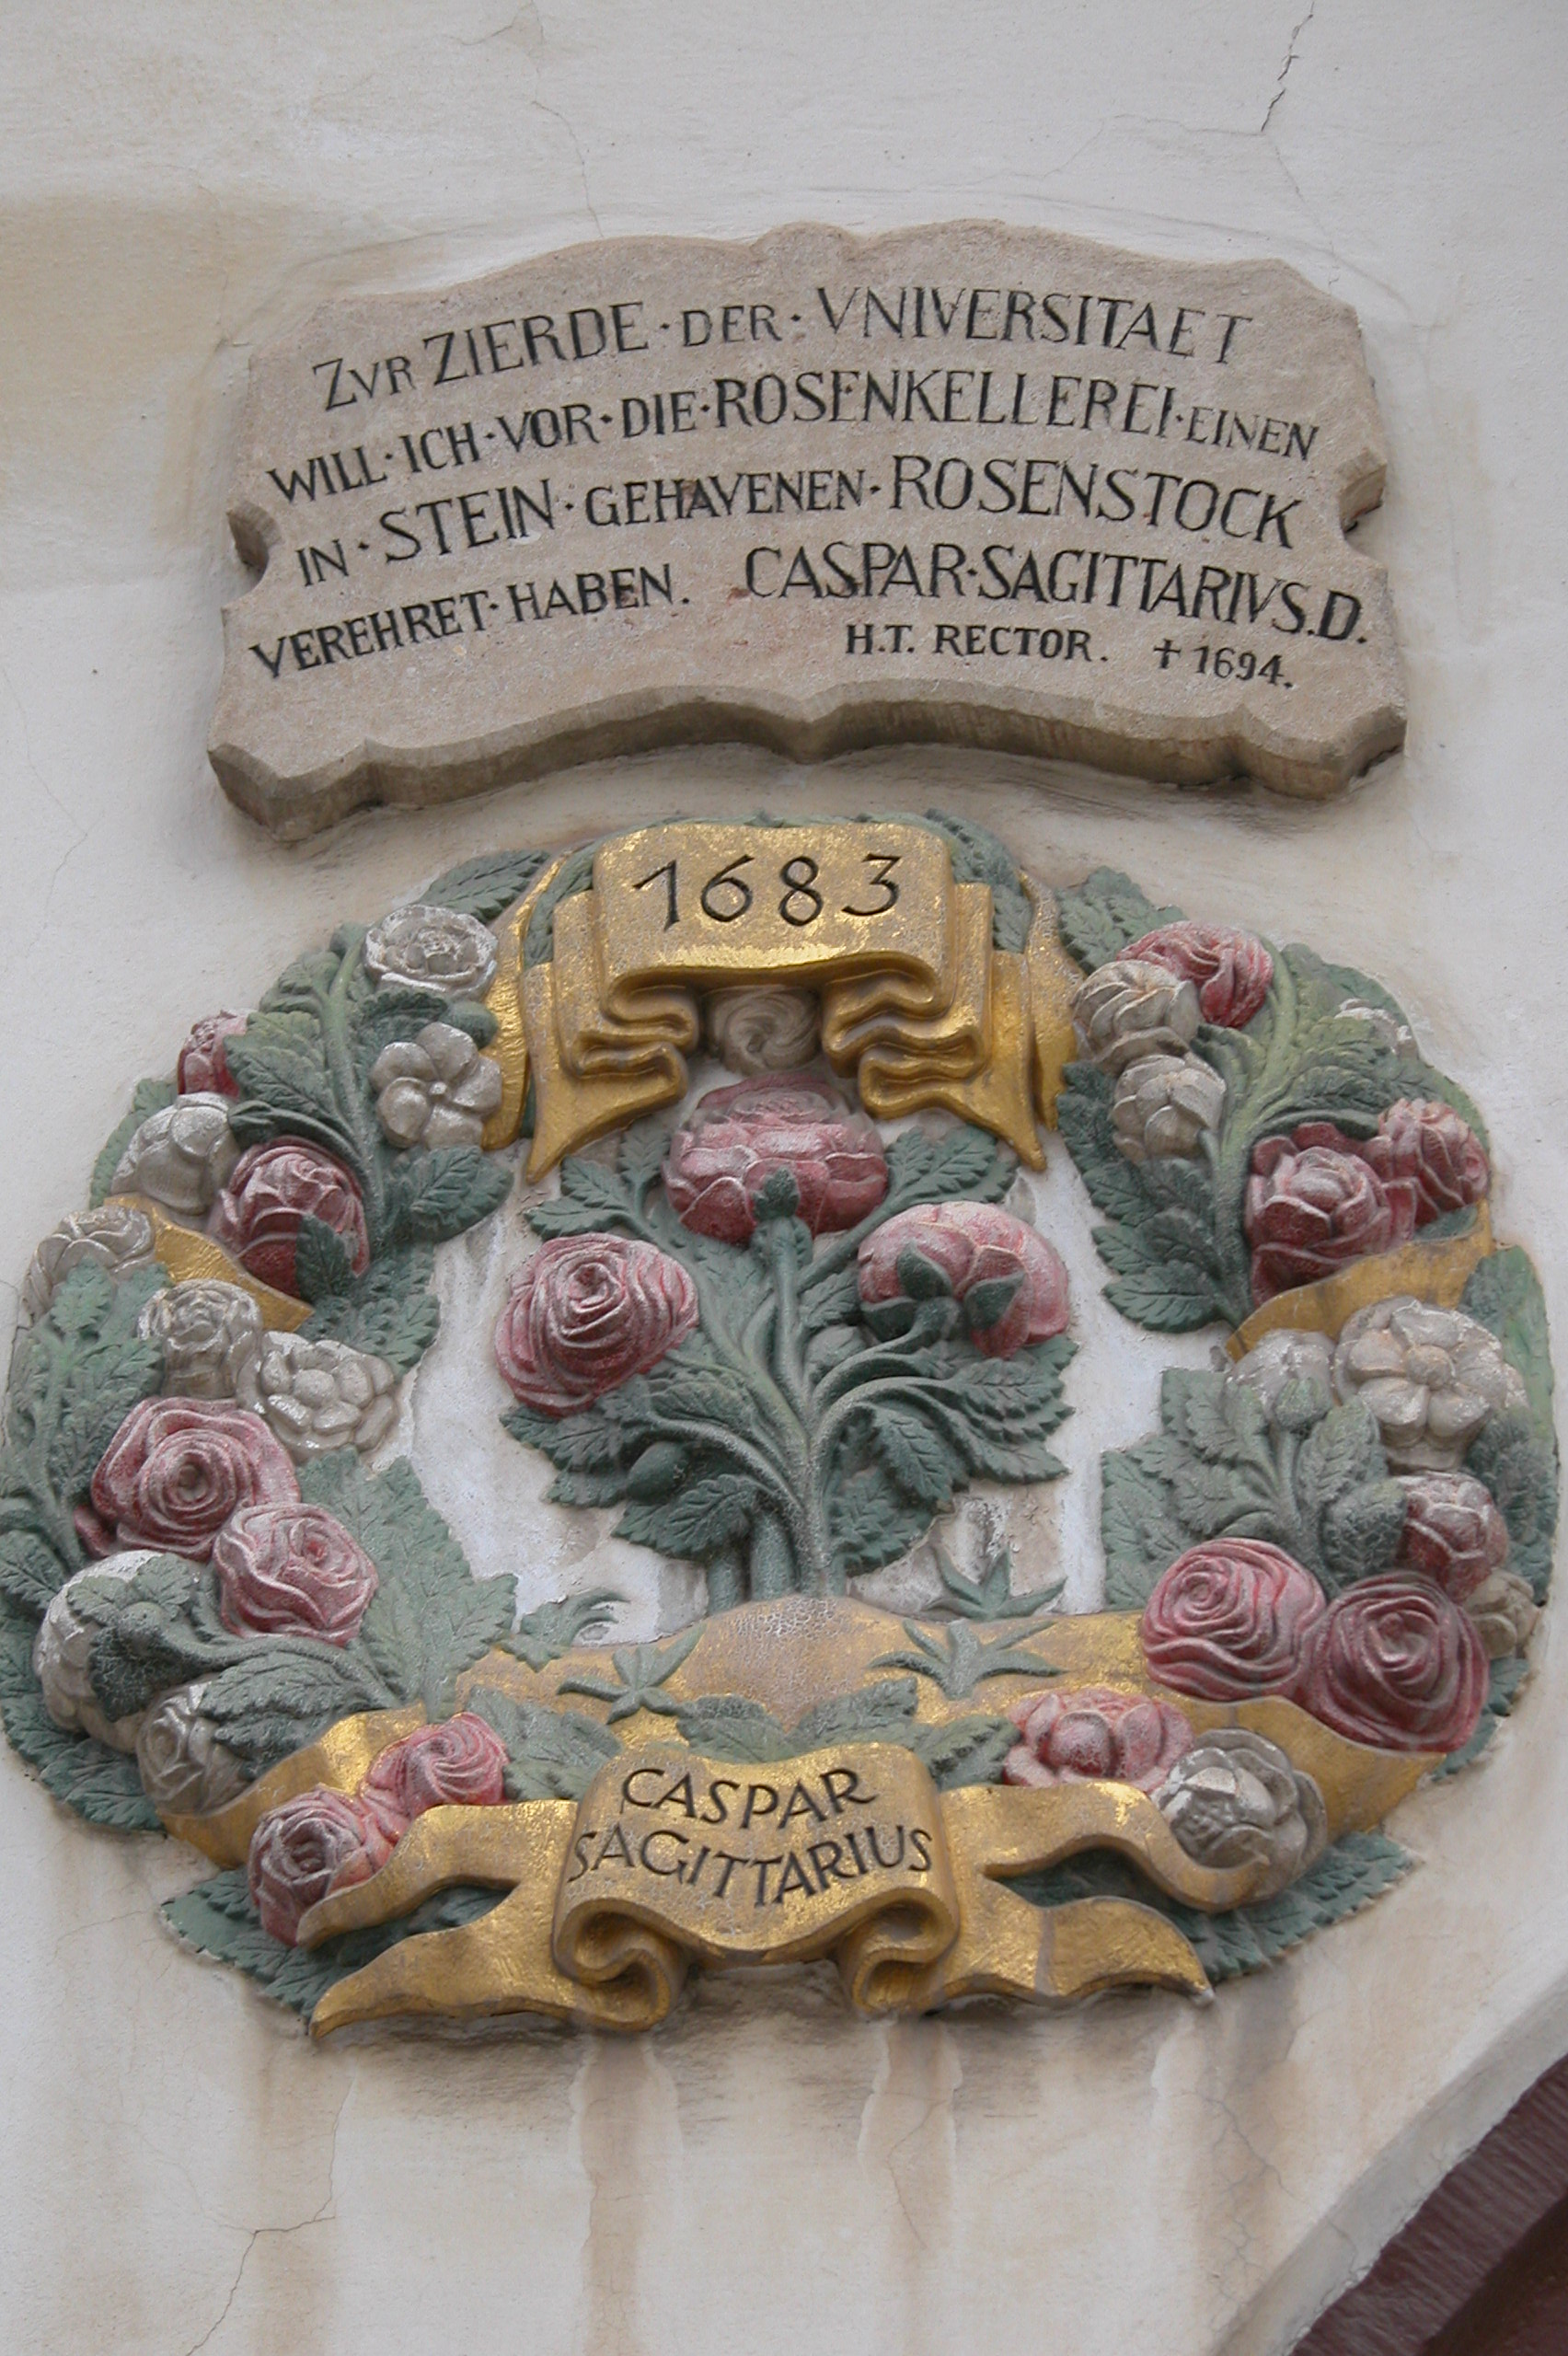 ZVR ZIERDE · DER · VNIVERSITAET
WILL · ICH · VOR · DIE · ROSENKELLEREI · EINEN
IN · STEIN · GEHAVENEN · ROSENSTOCK
VEREHRET · HABEN. CASPAR · SAGITTARIVS. D.
H.T. RECTOR. † 1694.
1683
CASPAR
SAGITTARIUS